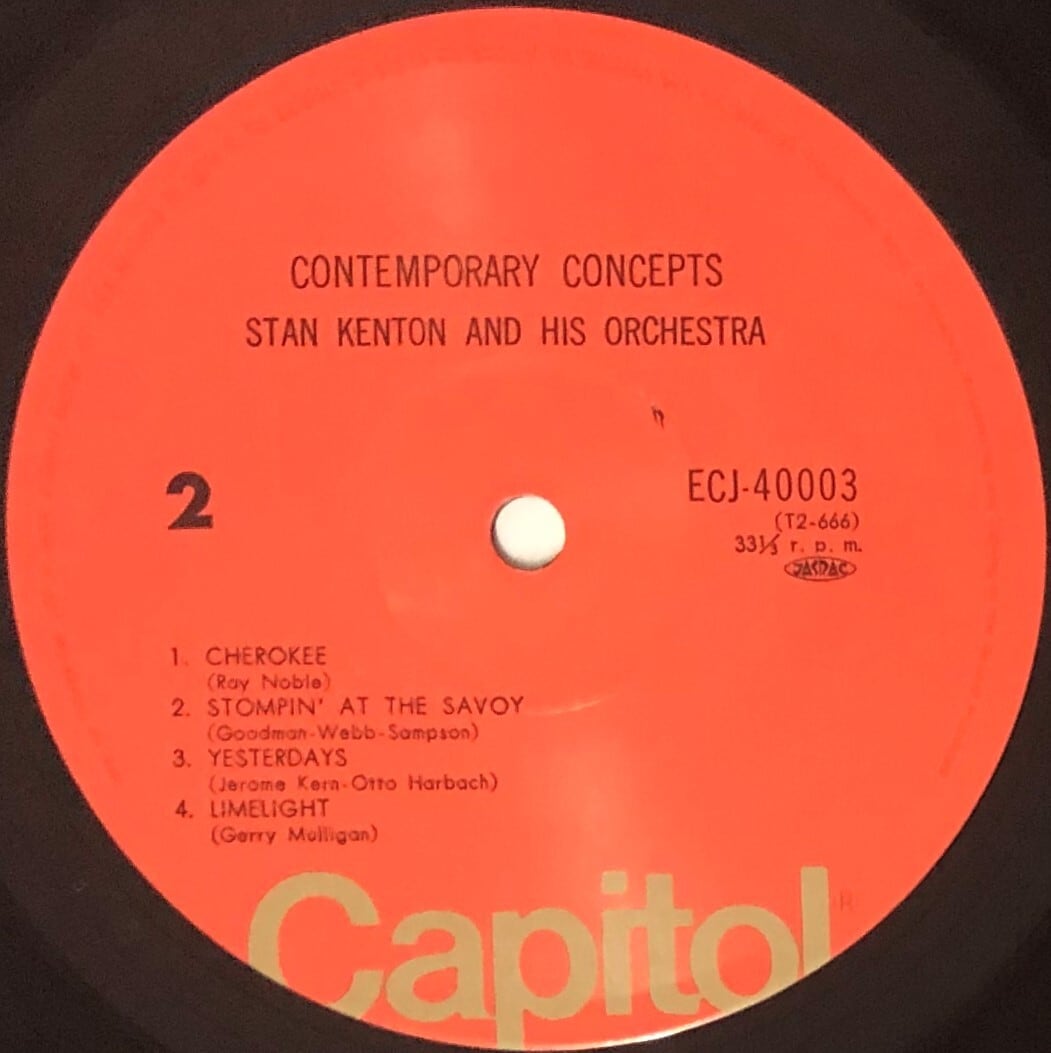 CONTEMPORARY CONCEPTS
STAN KENTON AND HIS ORCHESTRA
2
ECJ-40003
(T2-666)
33⅓ r. p. m.
JASRAC
1. CHEROKEE
(Ray Noble)
2. STOMPIN' AT THE SAVOY
(Goodman-Webb-Sampson)
3. YESTERDAYS
(Jerome Kern-Otto Harbach)
4. LIMELIGHT
(Gerry Mulligan)
Capitol